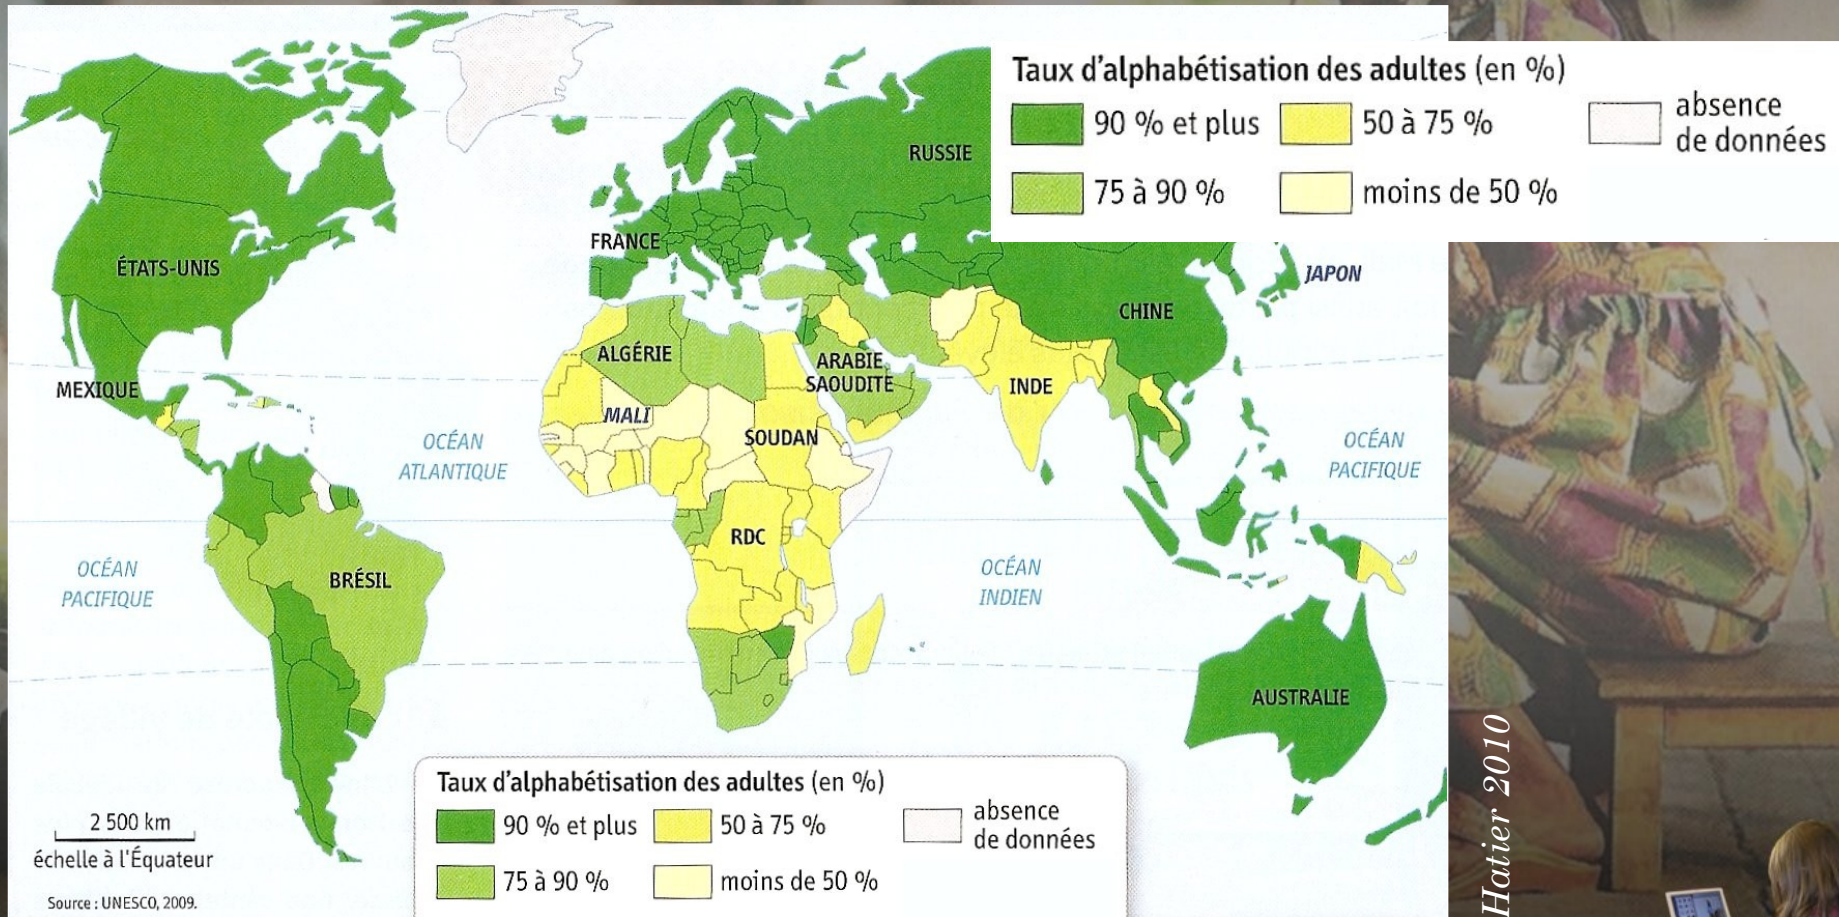 Taux d'alphabétisation des adultes (en %)
90 % et plus
50 à 75 %
absence
de données
75 à 90 %
moins de 50 %
RUSSIE
FRANCE
ÉTATS-UNIS
JAPON
CHINE
ALGÉRIE
ARABIE
SAOUDITE
MEXIQUE
INDE
MALI
SOUDAN
OCÉAN
ATLANTIQUE
OCÉAN
PACIFIQUE
RDC
OCÉAN
PACIFIQUE
BRÉSIL
OCÉAN
INDIEN
AUSTRALIE
Taux d'alphabétisation des adultes (en %)
90 % et plus
50 à 75 %
absence
de données
75 à 90 %
moins de 50 %
2 500 km
échelle à l'Équateur
Source : UNESCO, 2009.
Hatier 2010